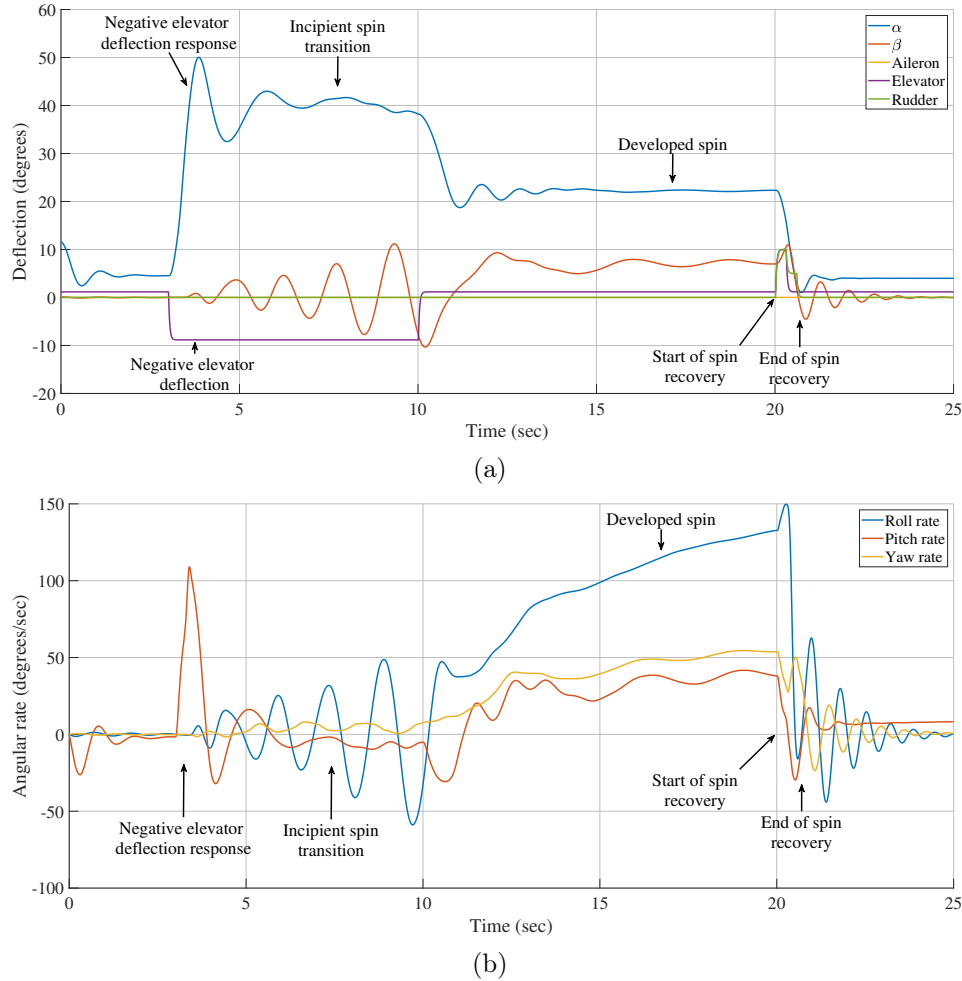 60
50
40
30
20
10
0
-10
-20
Deflection (degrees)
Negative elevator
deflection response
Incipient spin
transition
α
β
Aileron
Elevator
Rudder
Developed spin
Negative elevator
deflection
Start of spin
recovery
End of spin
recovery
0
5
10
15
20
25
Time (sec)
(a)
150
100
50
0
-50
-100
Angular rate (degrees/sec)
Developed spin
Roll rate
Pitch rate
Yaw rate
Negative elevator
deflection response
Incipient spin
transition
Start of spin
recovery
End of spin
recovery
0
5
10
15
20
25
Time (sec)
(b)